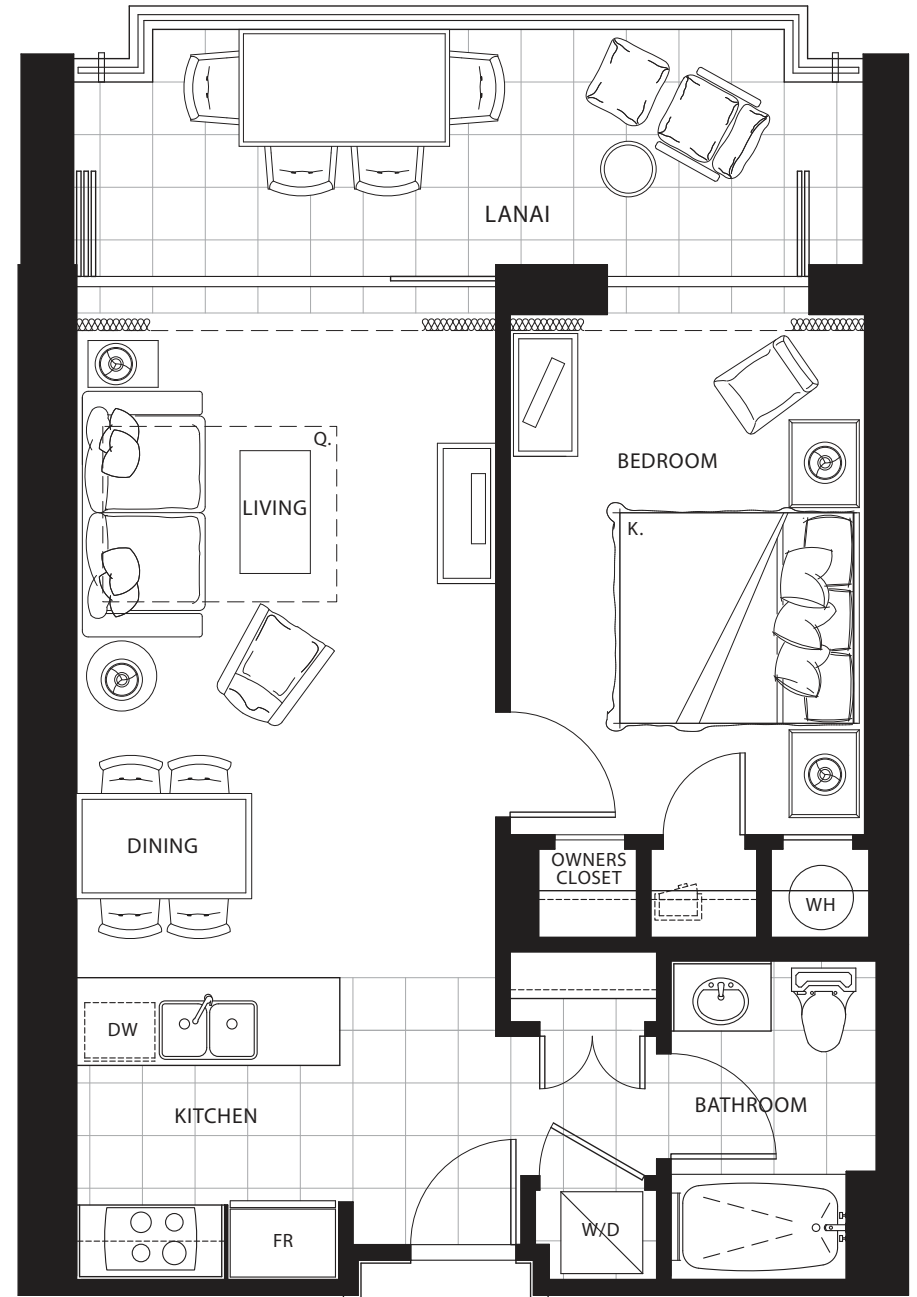 LANAI
Q.
LIVING
BEDROOM
K.
DINING
OWNERS
CLOSET
WH
DW
KITCHEN
BATHROOM
FR
W/D